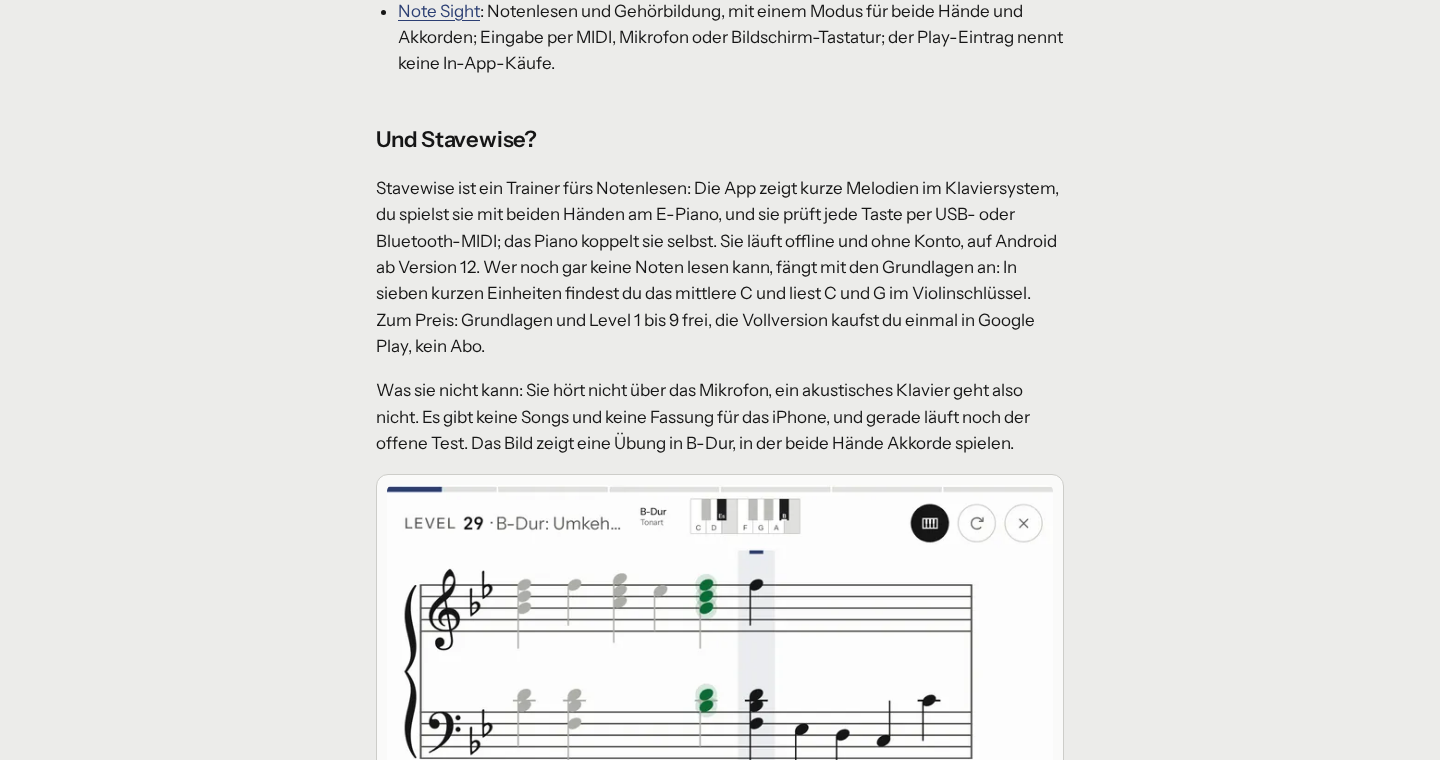 Note Sight: Notenlesen und Gehörbildung, mit einem Modus für beide Hände und
Akkorden; Eingabe per MIDI, Mikrofon oder Bildschirm-Tastatur; der Play-Eintrag nennt
keine In-App-Käufe.
Und Stavewise?
Stavewise ist ein Trainer fürs Notenlesen: Die App zeigt kurze Melodien im Klaviersystem,
du spielst sie mit beiden Händen am E-Piano, und sie prüft jede Taste per USB- oder
Bluetooth-MIDI; das Piano koppelt sie selbst. Sie läuft offline und ohne Konto, auf Android
ab Version 12. Wer noch gar keine Noten lesen kann, fängt mit den Grundlagen an: In
sieben kurzen Einheiten findest du das mittlere C und liest C und G im Violinschlüssel.
Zum Preis: Grundlagen und Level 1 bis 9 frei, die Vollversion kaufst du einmal in Google
Play, kein Abo.
Was sie nicht kann: Sie hört nicht über das Mikrofon, ein akustisches Klavier geht also
nicht. Es gibt keine Songs und keine Fassung für das iPhone, und gerade läuft noch der
offene Test. Das Bild zeigt eine Übung in B-Dur, in der beide Hände Akkorde spielen.
LEVEL 29 · B-Dur: Umkeh...
B-Dur
Tonart
Es B
C D F G A